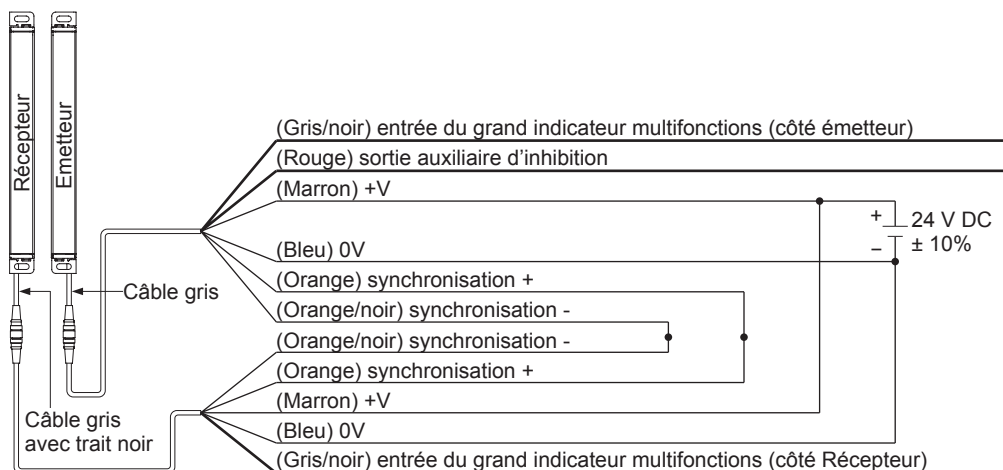 Récepteur
Emetteur
(Gris/noir) entrée du grand indicateur multifonctions (côté émetteur)
(Rouge) sortie auxiliaire d'inhibition
(Marron) +V
+
24 V DC
± 10%
–
(Bleu) 0V
(Orange) synchronisation +
Câble gris
(Orange/noir) synchronisation -
(Orange/noir) synchronisation -
(Orange) synchronisation +
(Marron) +V
Câble gris
avec trait noir
(Bleu) 0V
(Gris/noir) entrée du grand indicateur multifonctions (côté Récepteur)